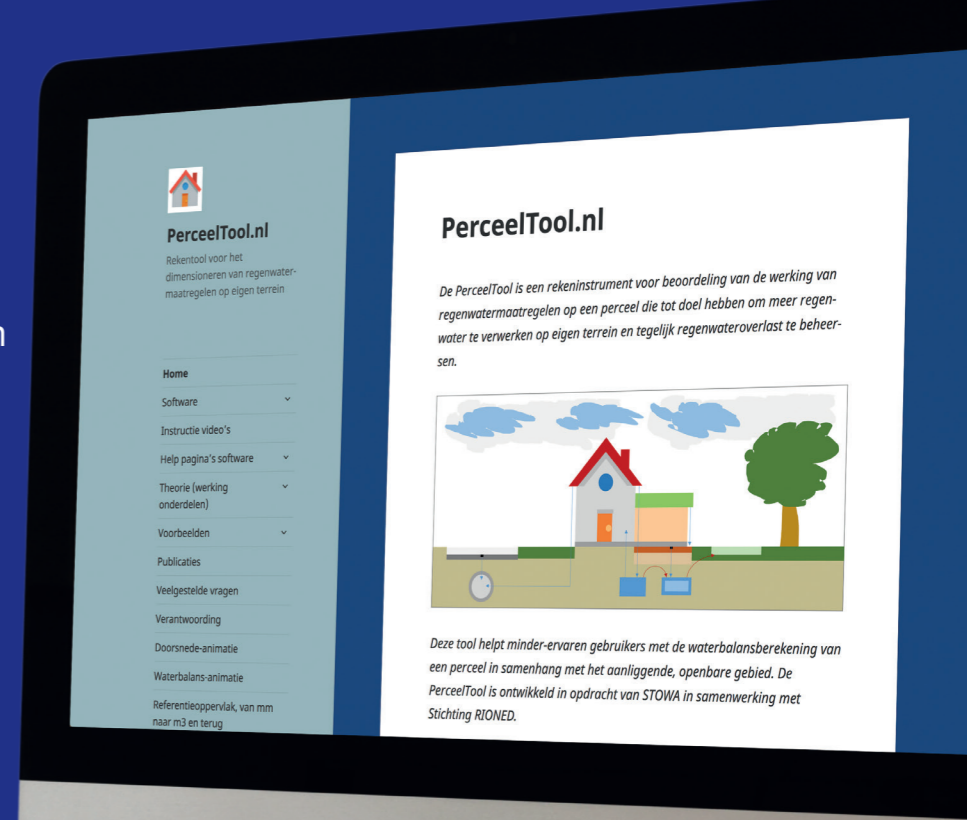 n
PerceelTool.nl
Rekentool voor het
dimensioneren van regenwater-
maatregelen op eigen terrein
Home
Software
Instructie video's
Help pagina's software
Theorie (werking
onderdelen)
Voorbeelden
Publicaties
Veelgestelde vragen
Verantwoording
Doorsnede-animatie
Waterbalans-animatie
Referentieoppervlak, van mm
naar m3 en terug
PerceelTool.nl
De PerceelTool is een rekeninstrument voor beoordeling van de werking van
regenwatermaatregelen op een perceel die tot doel hebben om meer regen-
water te verwerken op eigen terrein en tegelijk regenwateroverlast te beheer-
sen.
Deze tool helpt minder-ervaren gebruikers met de waterbalansberekening van
een perceel in samenhang met het aanliggende, openbare gebied. De
PerceelTool is ontwikkeld in opdracht van STOWA in samenwerking met
Stichting RIONED.